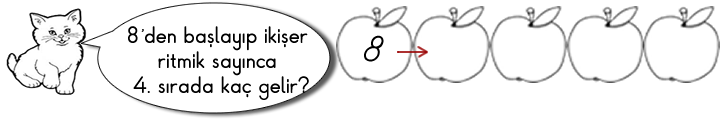 8'den başlayıp ikişer
ritmik sayınca
4. sırada kaç gelir?
8